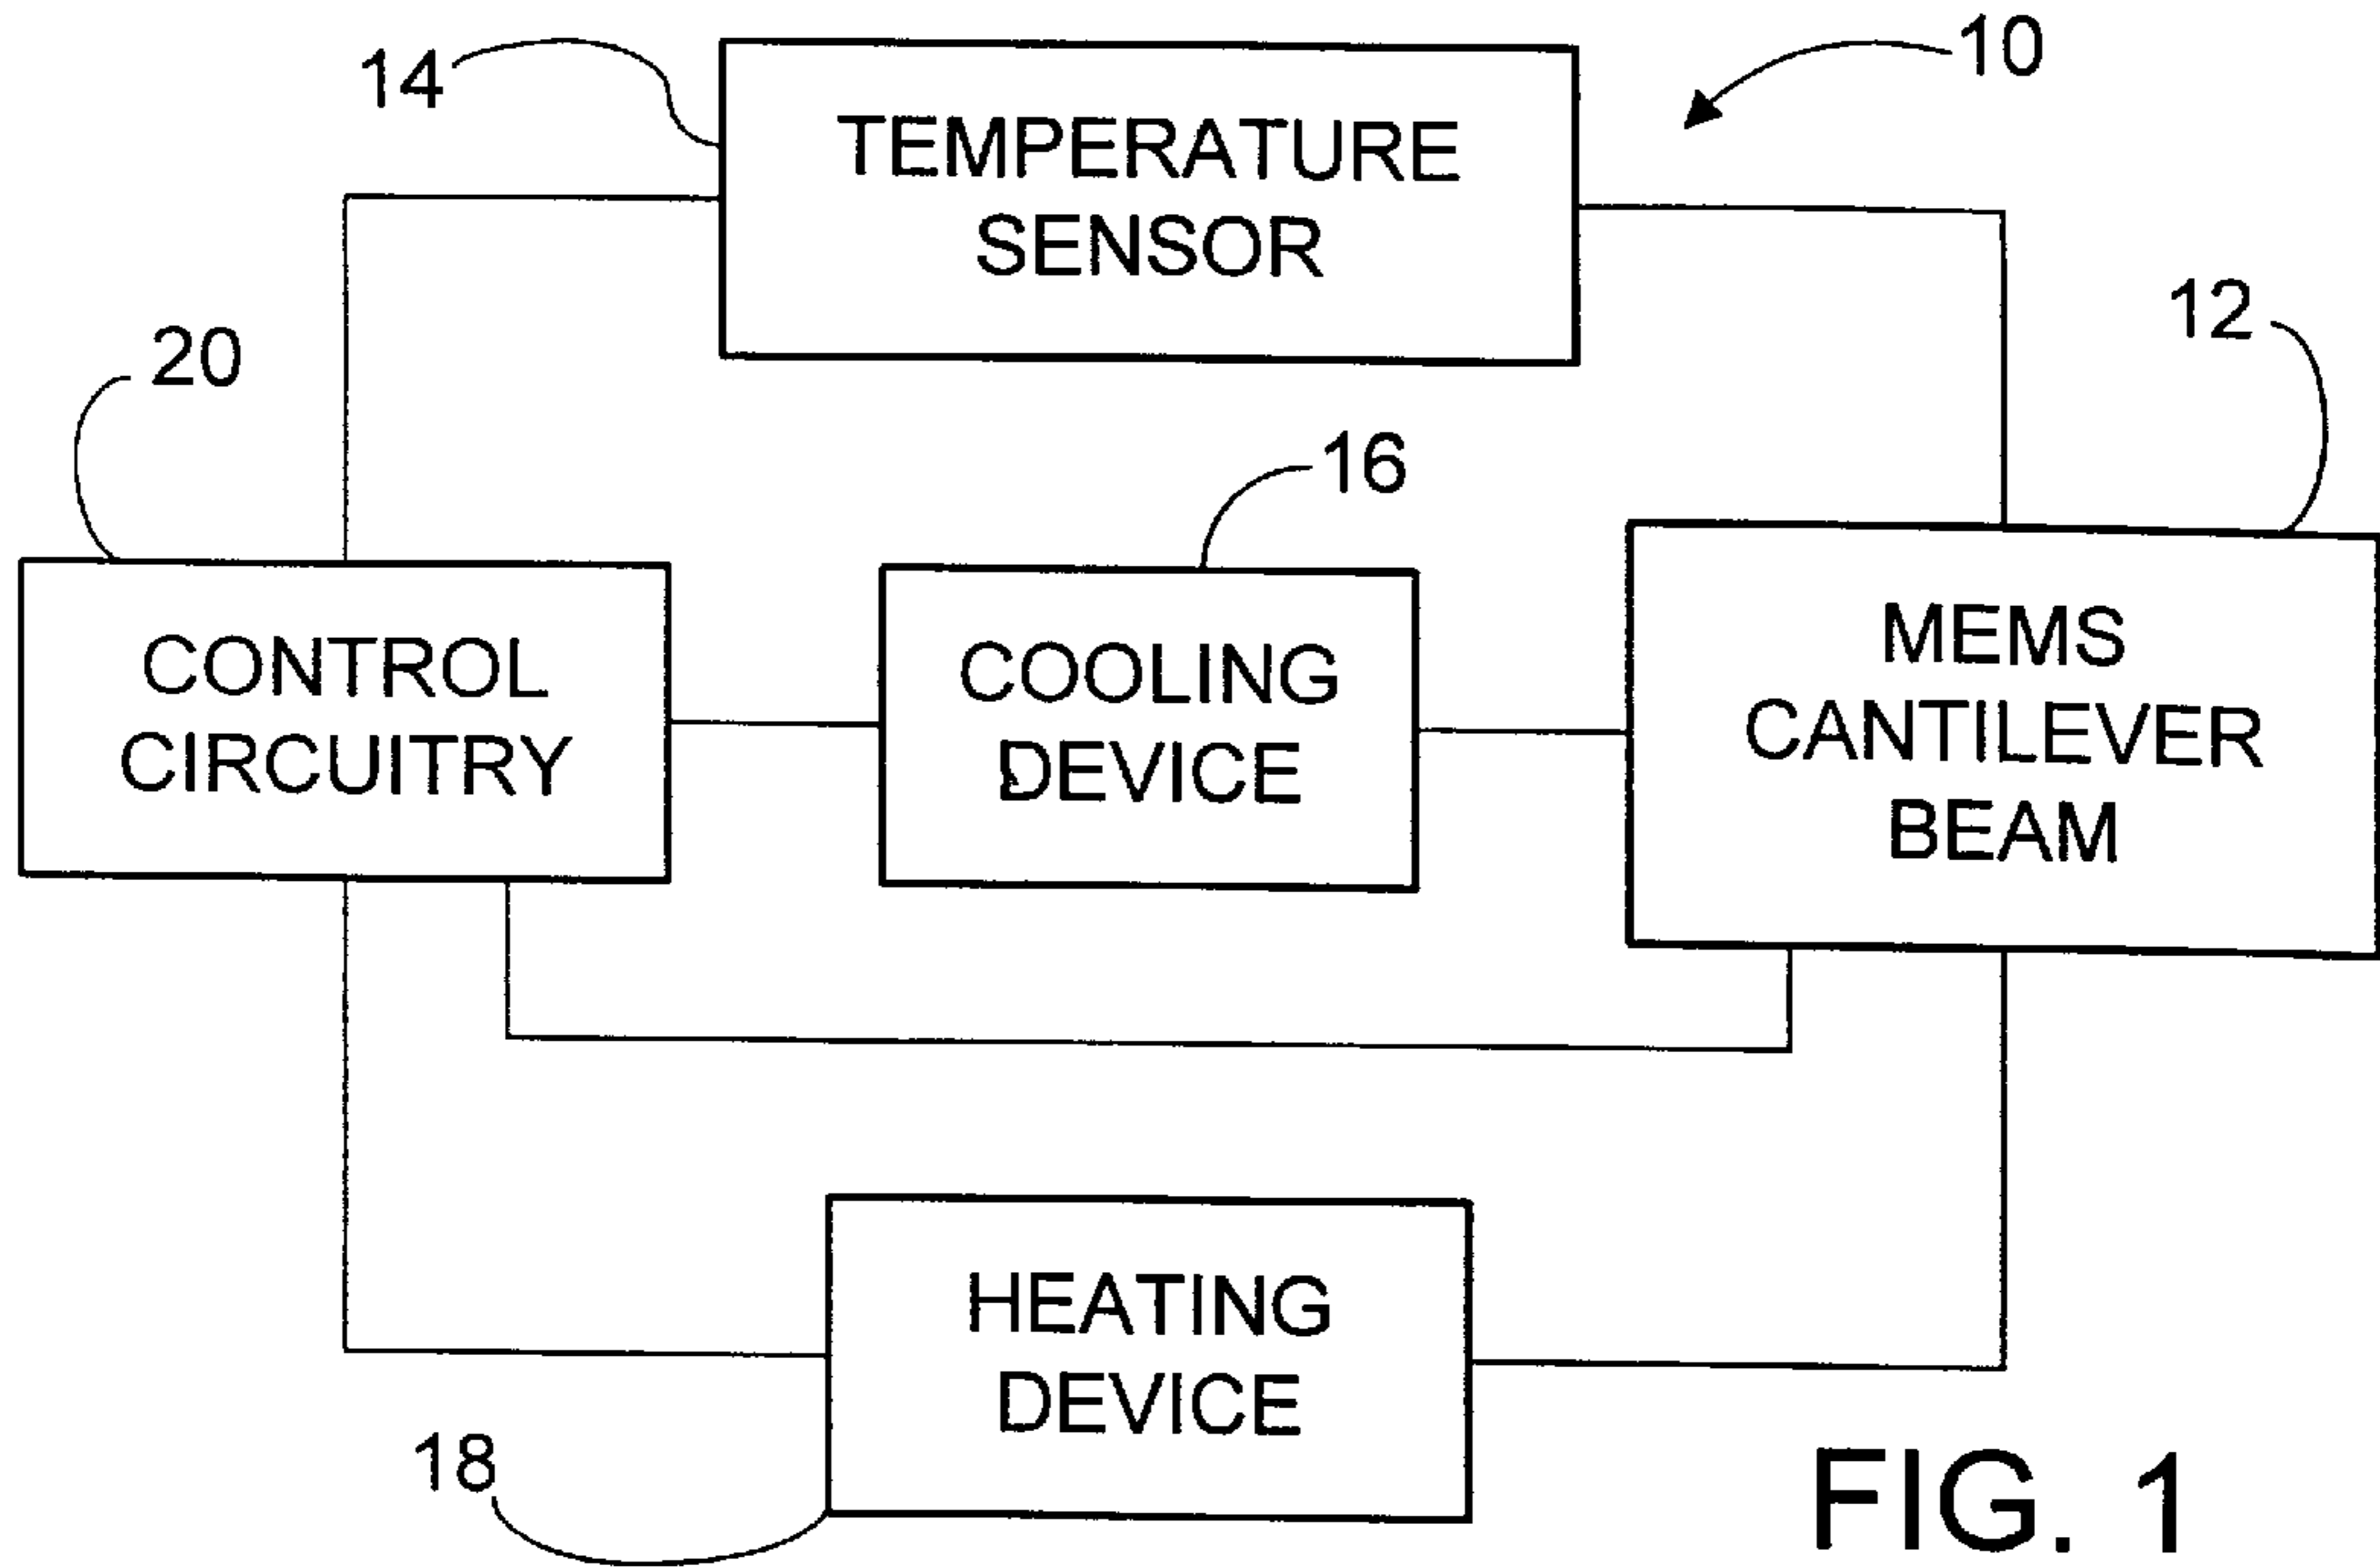 10
14
TEMPERATURE
SENSOR
12
20
16
CONTROL
CIRCUITRY
COOLING
DEVICE
MEMS
CANTILEVER
BEAM
HEATING
DEVICE
18
FIG. 1